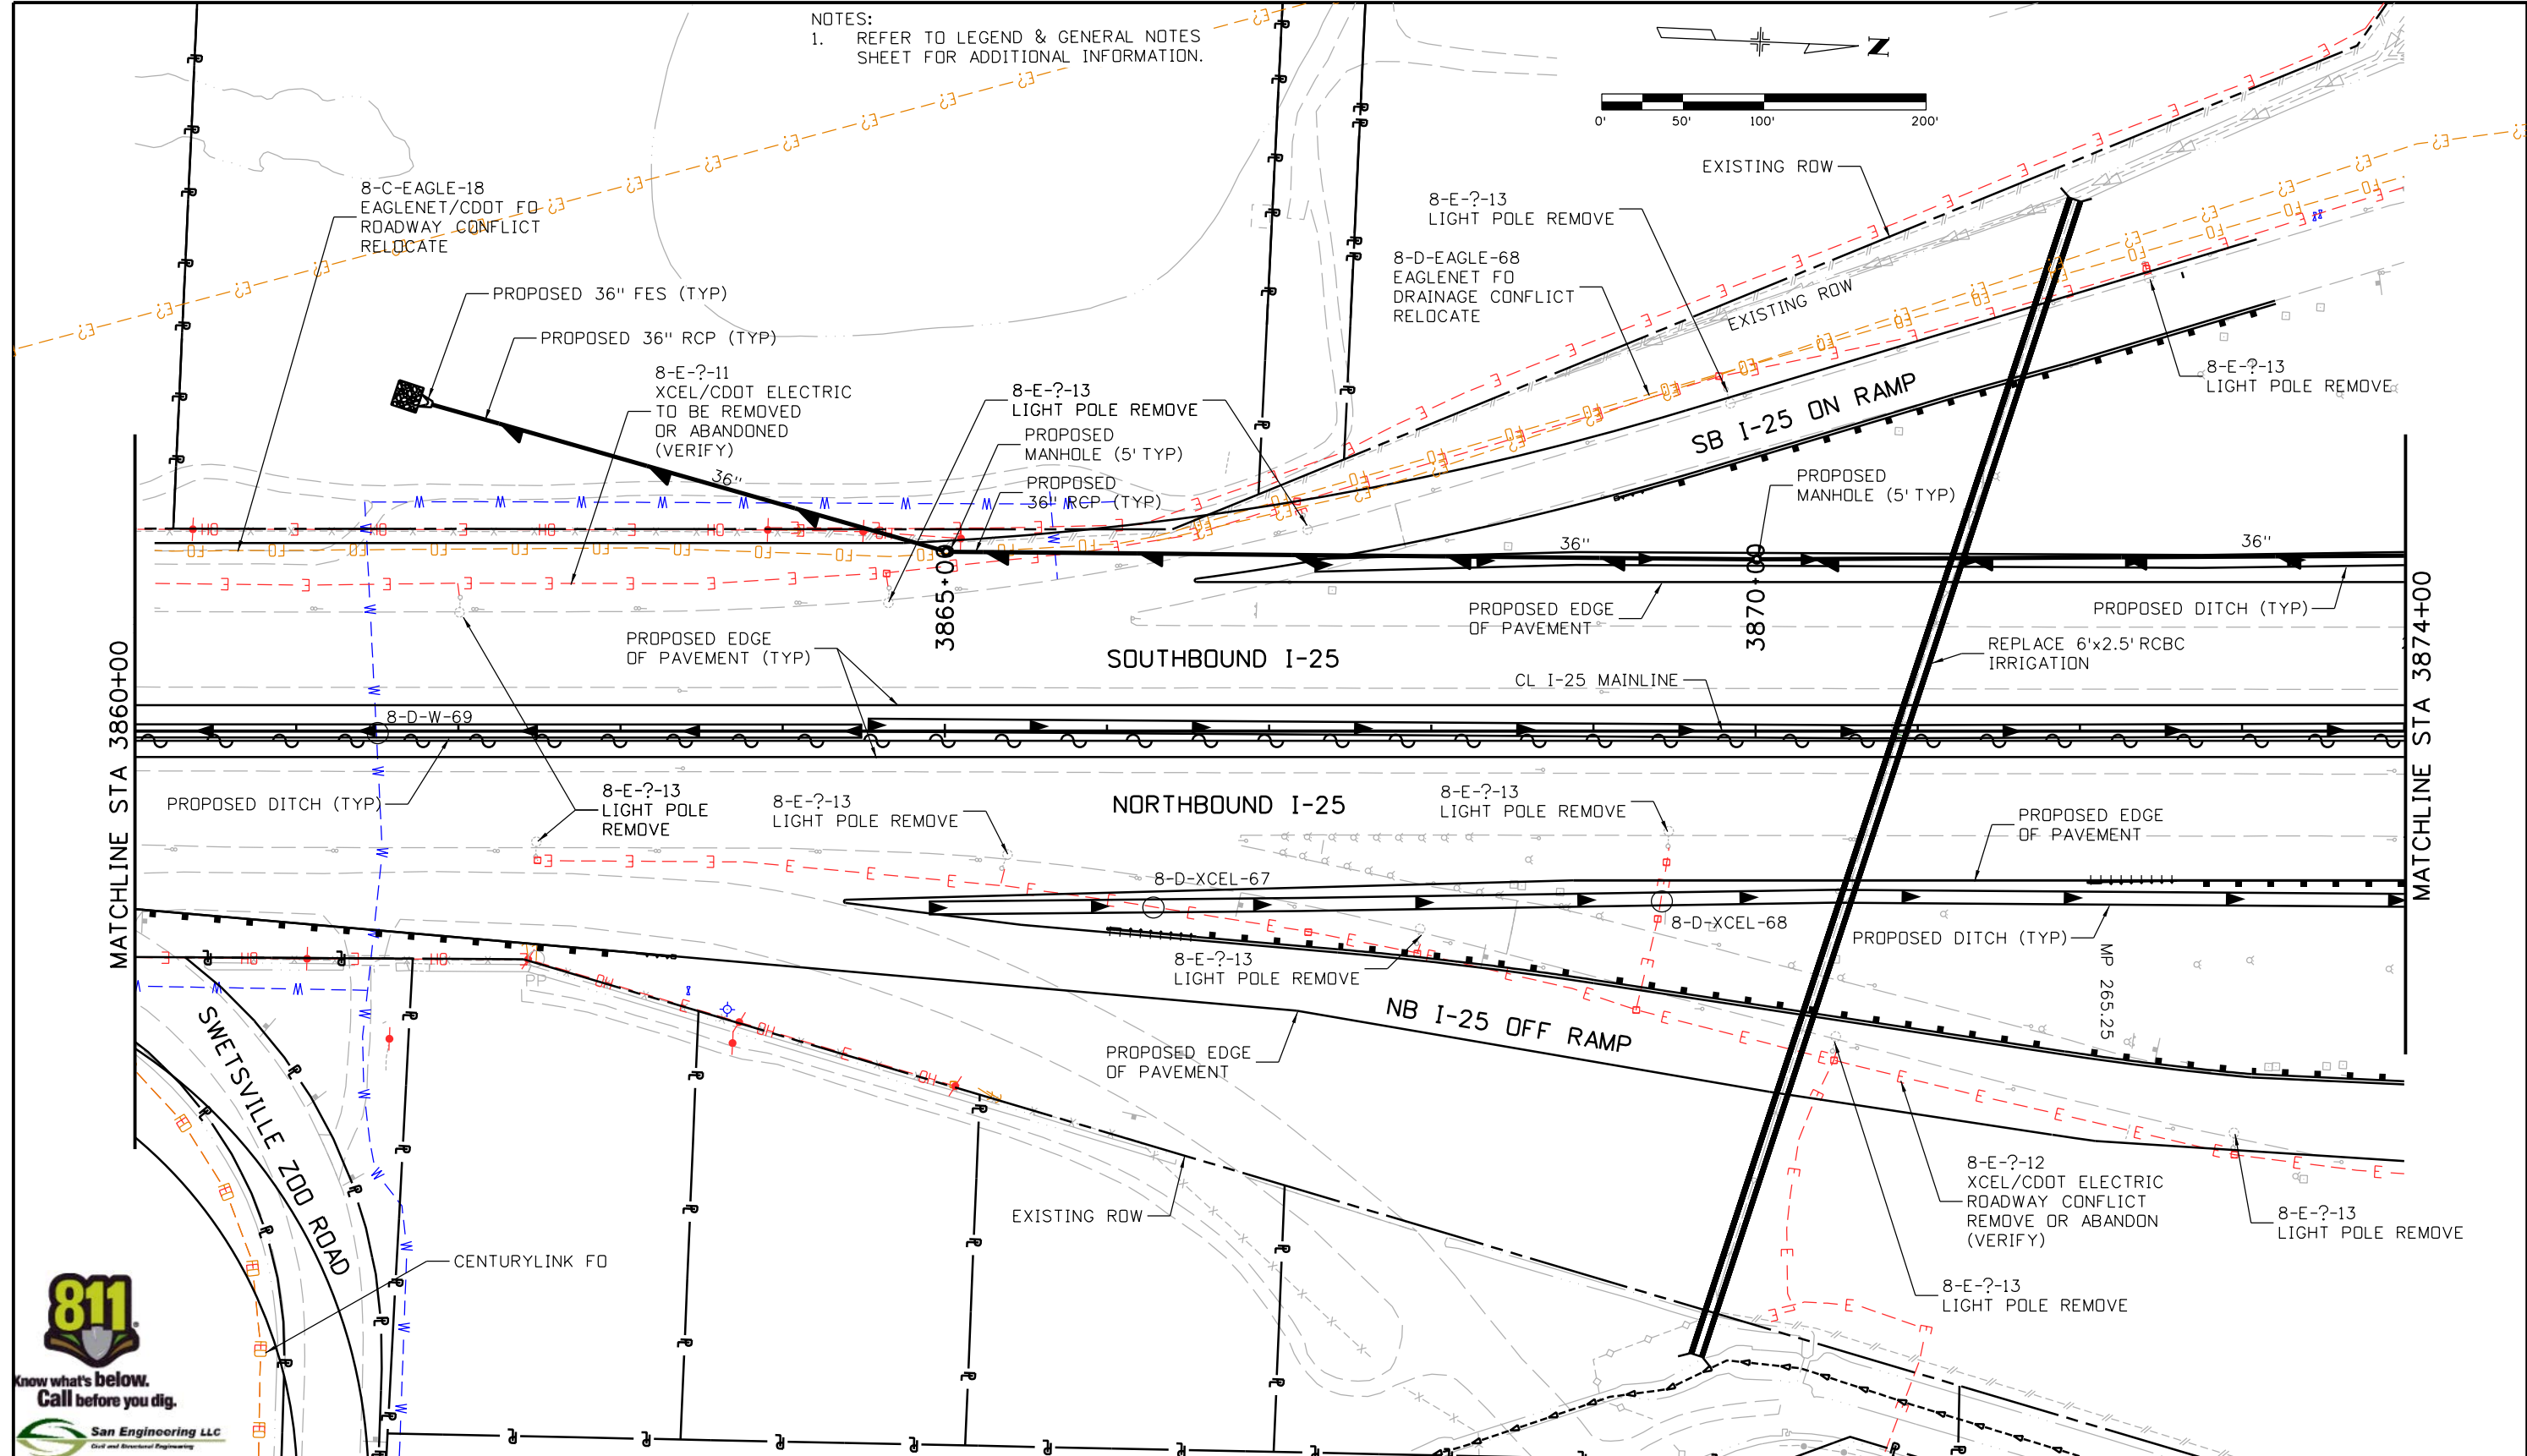 NOTES:
1. REFER TO LEGEND & GENERAL NOTES
SHEET FOR ADDITIONAL INFORMATION.
N
0' 50' 100' 200'
8-C-EAGLE-18
EAGLENET/CDOT FO
ROADWAY CONFLICT
RELOCATE
EXISTING ROW
8-E-?-13
LIGHT POLE REMOVE
8-D-EAGLE-68
EAGLENET FO
DRAINAGE CONFLICT
RELOCATE
EXISTING ROW
PROPOSED 36" FES (TYP)
PROPOSED 36" RCP (TYP)
8-E-?-11
XCEL/CDOT ELECTRIC
TO BE REMOVED
OR ABANDONED
(VERIFY)
8-E-?-13
LIGHT POLE REMOVE
PROPOSED
MANHOLE (5' TYP)
PROPOSED
36" RCP (TYP)
8-E-?-13
LIGHT POLE REMOVE
SB I-25 ON RAMP
PROPOSED
MANHOLE (5' TYP)
36"
36"
36"
3865+00
3870+00
PROPOSED EDGE
OF PAVEMENT
PROPOSED DITCH (TYP)
PROPOSED EDGE
OF PAVEMENT (TYP)
SOUTHBOUND I-25
REPLACE 6'x2.5' RCBC
IRRIGATION
CL I-25 MAINLINE
MATCHLINE STA 3860+00
MATCHLINE STA 3874+00
8-D-W-69
PROPOSED DITCH (TYP)
8-E-?-13
LIGHT POLE
REMOVE
8-E-?-13
LIGHT POLE REMOVE
NORTHBOUND I-25
8-E-?-13
LIGHT POLE REMOVE
PROPOSED EDGE
OF PAVEMENT
8-D-XCEL-67
8-D-XCEL-68
PROPOSED DITCH (TYP)
MP 265.25
8-E-?-13
LIGHT POLE REMOVE
NB I-25 OFF RAMP
PP
PROPOSED EDGE
OF PAVEMENT
SWETSVILLE ZOO ROAD
EXISTING ROW
8-E-?-12
XCEL/CDOT ELECTRIC
ROADWAY CONFLICT
REMOVE OR ABANDON
(VERIFY)
8-E-?-13
LIGHT POLE REMOVE
8-E-?-13
LIGHT POLE REMOVE
CENTURYLINK FO
811
Know what's below.
Call before you dig.
San Engineering LLC
Civil and Structural Engineering